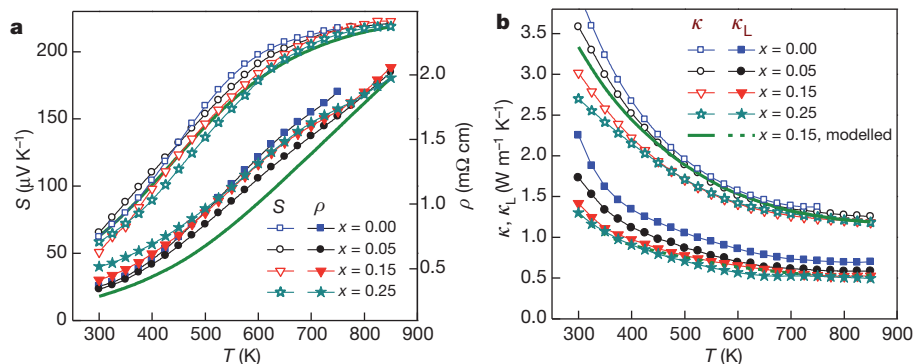 a
S (μV K⁻¹)
200
150
100
50
0
300 400 500 600 700 800 900
T (K)
ρ (mΩ cm)
2.0
1.5
1.0
0.5
S ρ
x = 0.00
x = 0.05
x = 0.15
x = 0.25
b
κ, κL (W m⁻¹ K⁻¹)
3.5
3.0
2.5
2.0
1.5
1.0
0.5
0.0
300 400 500 600 700 800 900
T (K)
κ κL
x = 0.00
x = 0.05
x = 0.15
x = 0.25
x = 0.15, modelled